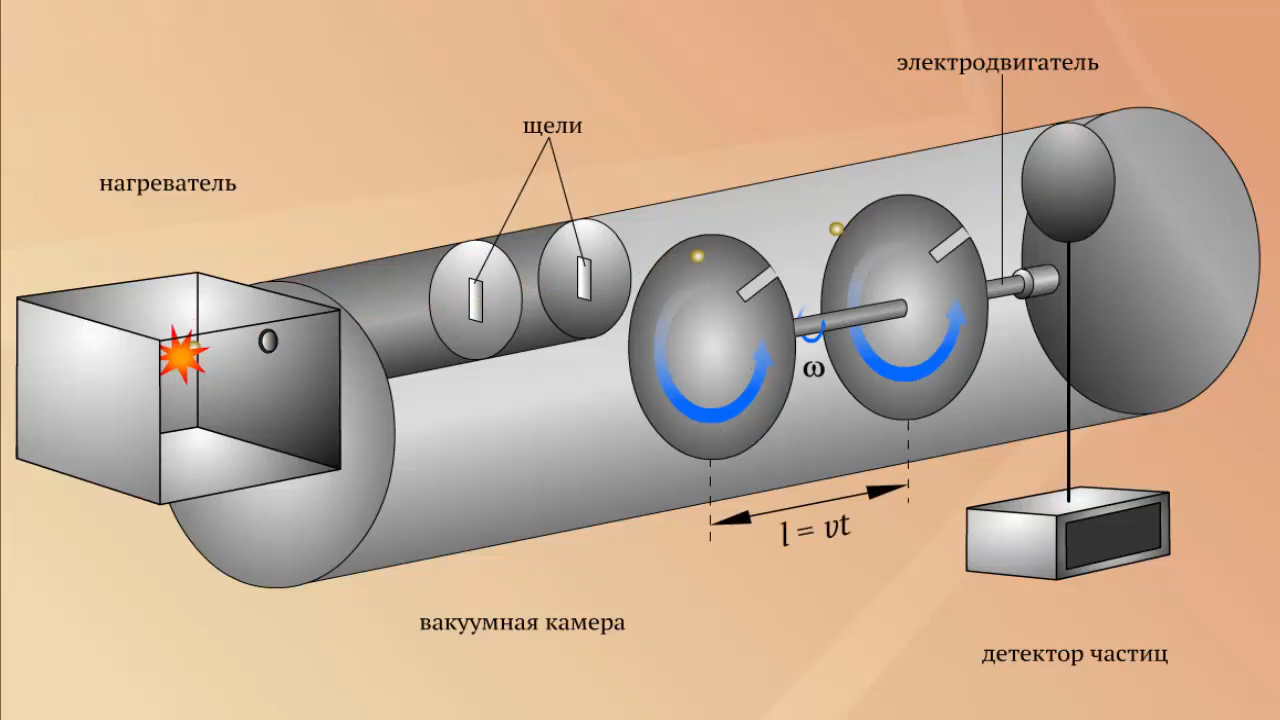 электродвигатель
щели
нагреватель
ω
l = vt
вакуумная камера
детектор частиц